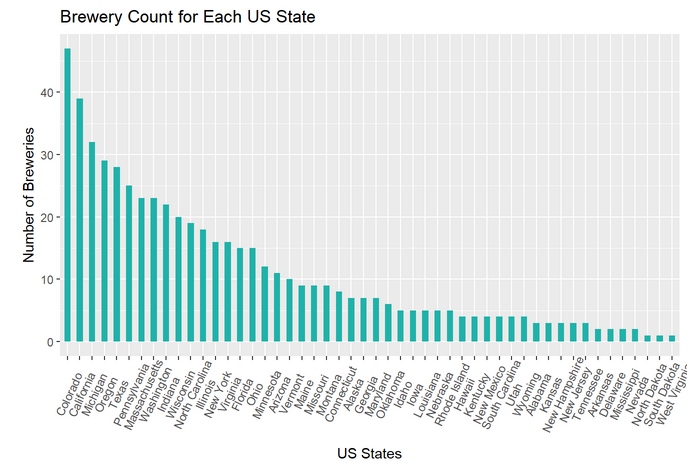 Brewery Count for Each US State
Number of Breweries
40
30
20
10
0
Colorado
California
Michigan
Oregon
Texas
Pennsylvania
Massachusetts
Washington
Indiana
Wisconsin
North Carolina
Illinois
New York
Virginia
Florida
Ohio
Minnesota
Arizona
Vermont
Maine
Missouri
Montana
Connecticut
Alaska
Georgia
Maryland
Oklahoma
Idaho
Iowa
Louisiana
Nebraska
Rhode Island
Hawaii
Kentucky
New Mexico
South Carolina
Utah
Wyoming
Alabama
Kansas
New Hampshire
New Jersey
Tennessee
Arkansas
Delaware
Mississippi
Nevada
North Dakota
South Dakota
West Virgini
US States